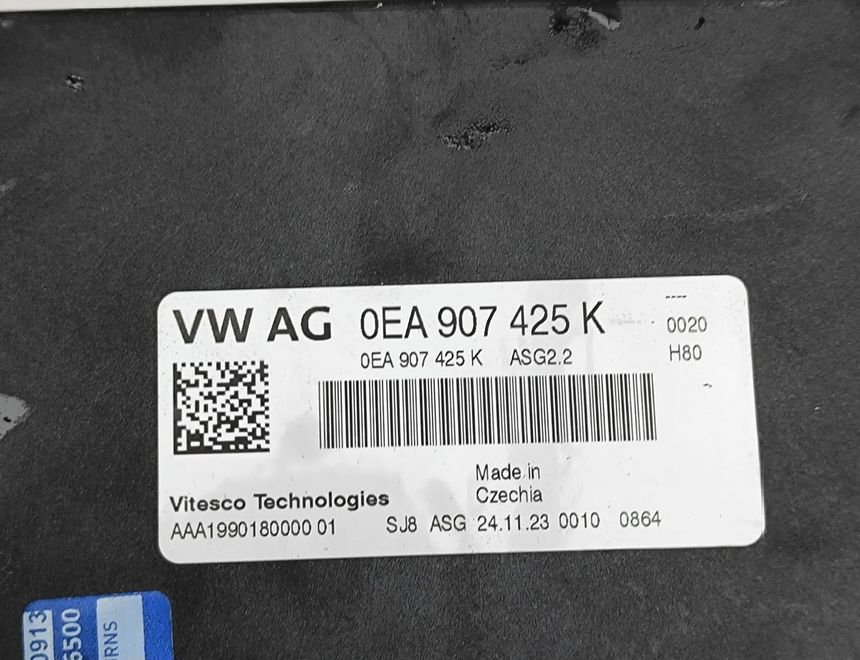 VW AG 0EA 907 425 K ----
0020
0EA 907 425 K ASG2.2 H80
Made in
Czechia
Vitesco Technologies
AAA1990180000 01 SJ8 ASG 24.11.23 0010 0864
0913
6500
RNS